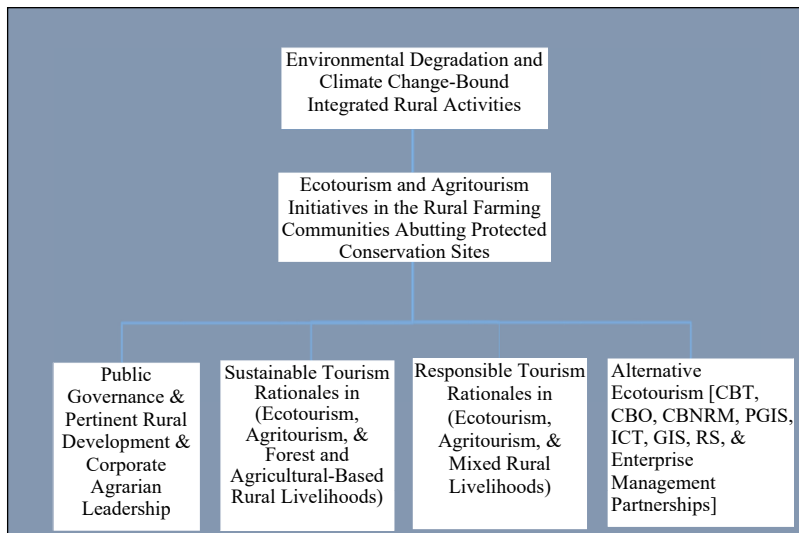 Environmental Degradation and
Climate Change-Bound
Integrated Rural Activities
Ecotourism and Agritourism
Initiatives in the Rural Farming
Communities Abutting Protected
Conservation Sites
Public
Governance &
Pertinent Rural
Development &
Corporate
Agrarian
Leadership
Sustainable Tourism
Rationales in
(Ecotourism,
Agritourism, &
Forest and
Agricultural-Based
Rural Livelihoods)
Responsible Tourism
Rationales in
(Ecotourism,
Agritourism, &
Mixed Rural
Livelihoods)
Alternative
Ecotourism [CBT,
CBO, CBNRM, PGIS,
ICT, GIS, RS, &
Enterprise
Management
Partnerships]